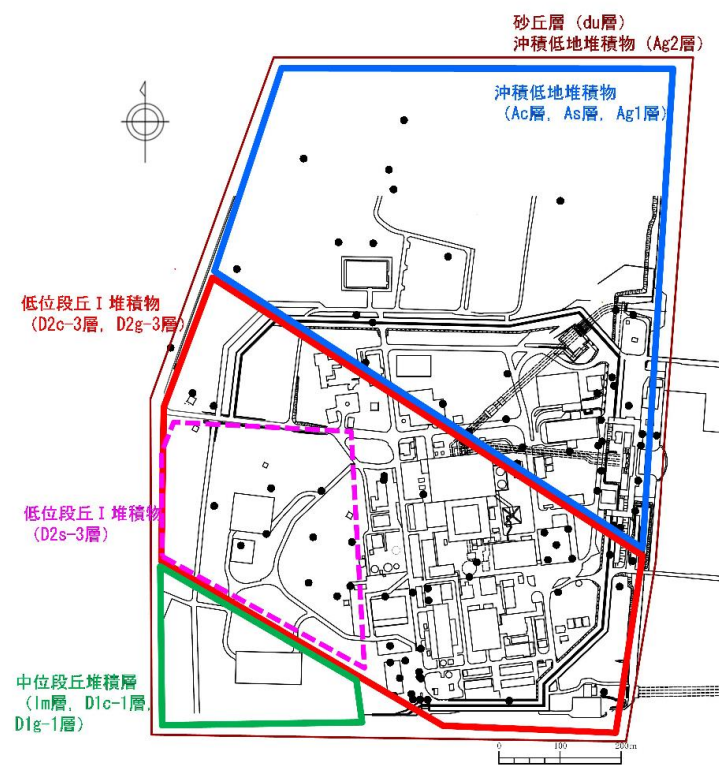 砂丘層（du層）
沖積低地堆積物（Ag2層）
沖積低地堆積物
（Ac層，As層，Ag1層）
低位段丘Ⅰ堆積物
（D2c-3層，D2g-3層）
低位段丘Ⅰ堆積物
（D2s-3層）
中位段丘堆積層
（lm層，D1c-1層，
D1g-1層）
0 100 200m